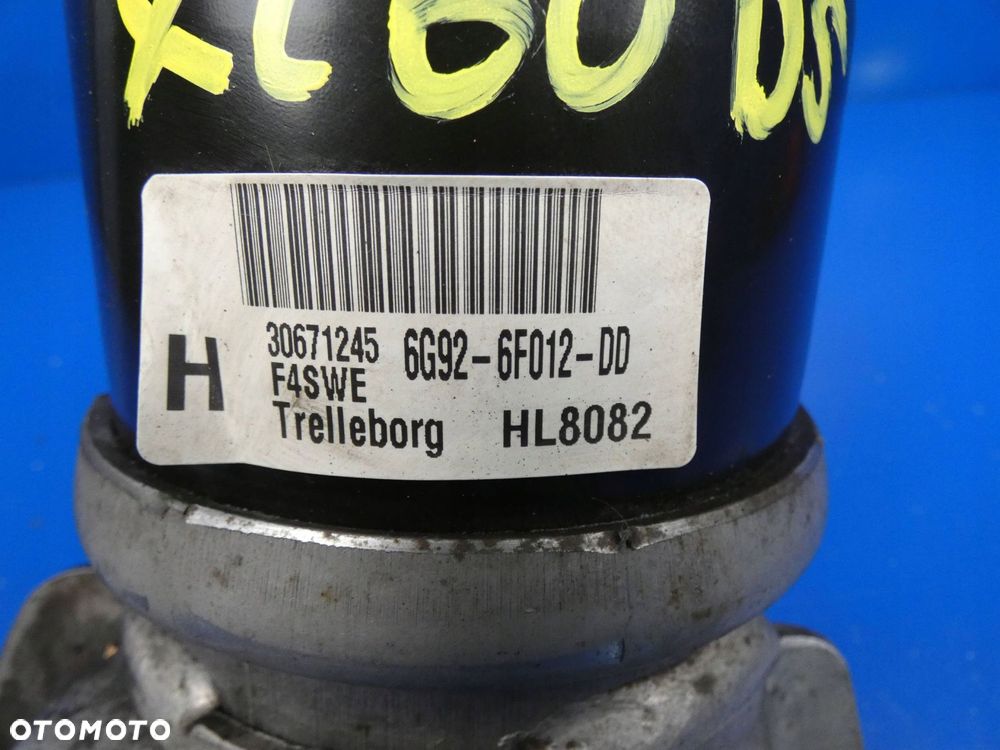 XC60 D5
H
30671245 6G92-6F012-DD
F4SWE
Trelleborg HL8082
OTOMOTO